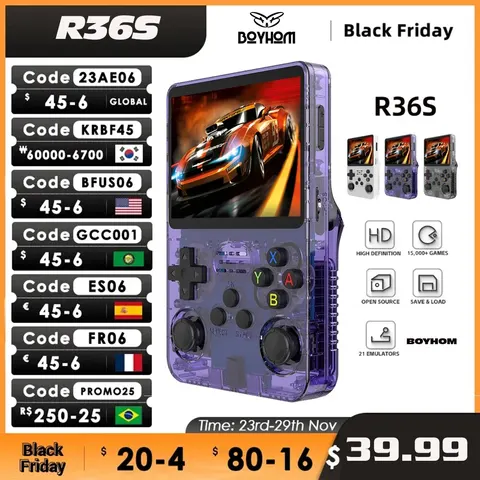 R36S
BOYHOM
Black Friday
Code 23AE06
$ 45-6 GLOBAL
Code KRBF45
₩60000-6700
Code BFUS06
$ 45-6
Code GCC001
$ 45-6
Code ES06
€ 45-6
Code FR06
€ 45-6
Code PROMO25
R$250-25
R36S
HD
HIGH DEFINITION
15,000+ GAMES
OPEN SOURCE
SAVE & LOAD
21 EMULATORS
BOYHOM
X
Y
A
B
Time: 23rd-29th Nov
Black
Friday
$ 20-4
$ 80-16
$39.99